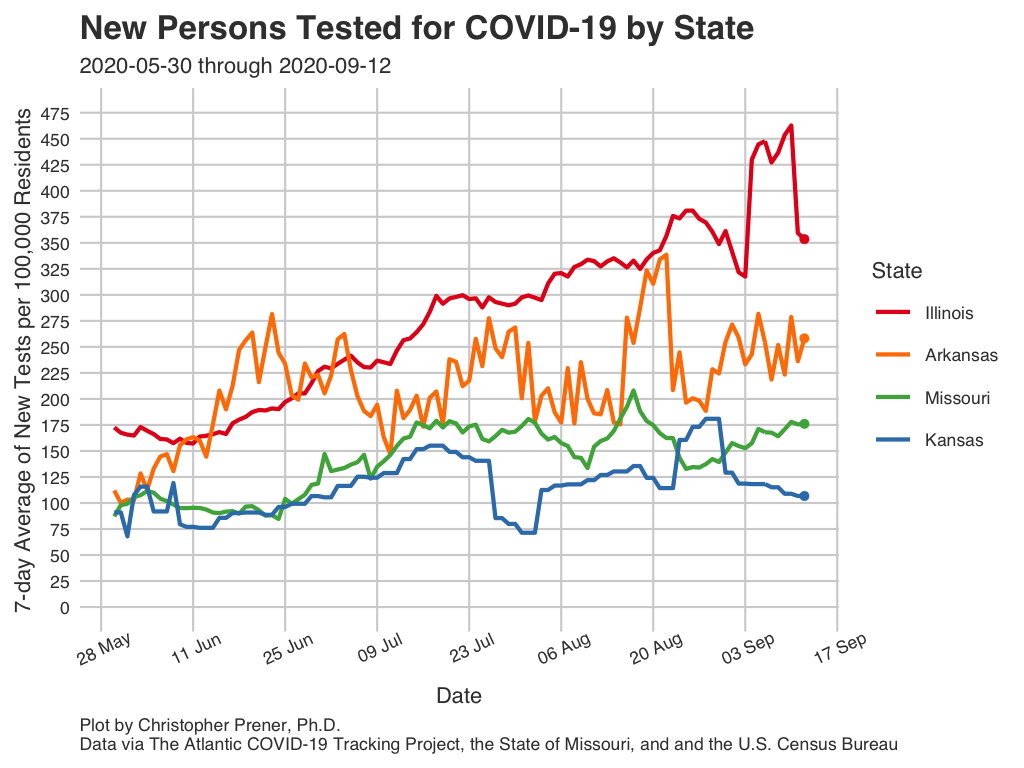 New Persons Tested for COVID-19 by State
2020-05-30 through 2020-09-12
7-day Average of New Tests per 100,000 Residents
475
450
425
400
375
350
325
300
275
250
225
200
175
150
125
100
75
50
25
0
28 May
11 Jun
25 Jun
09 Jul
23 Jul
06 Aug
20 Aug
03 Sep
17 Sep
Date
State
Illinois
Arkansas
Missouri
Kansas
Plot by Christopher Prener, Ph.D.
Data via The Atlantic COVID-19 Tracking Project, the State of Missouri, and and the U.S. Census Bureau